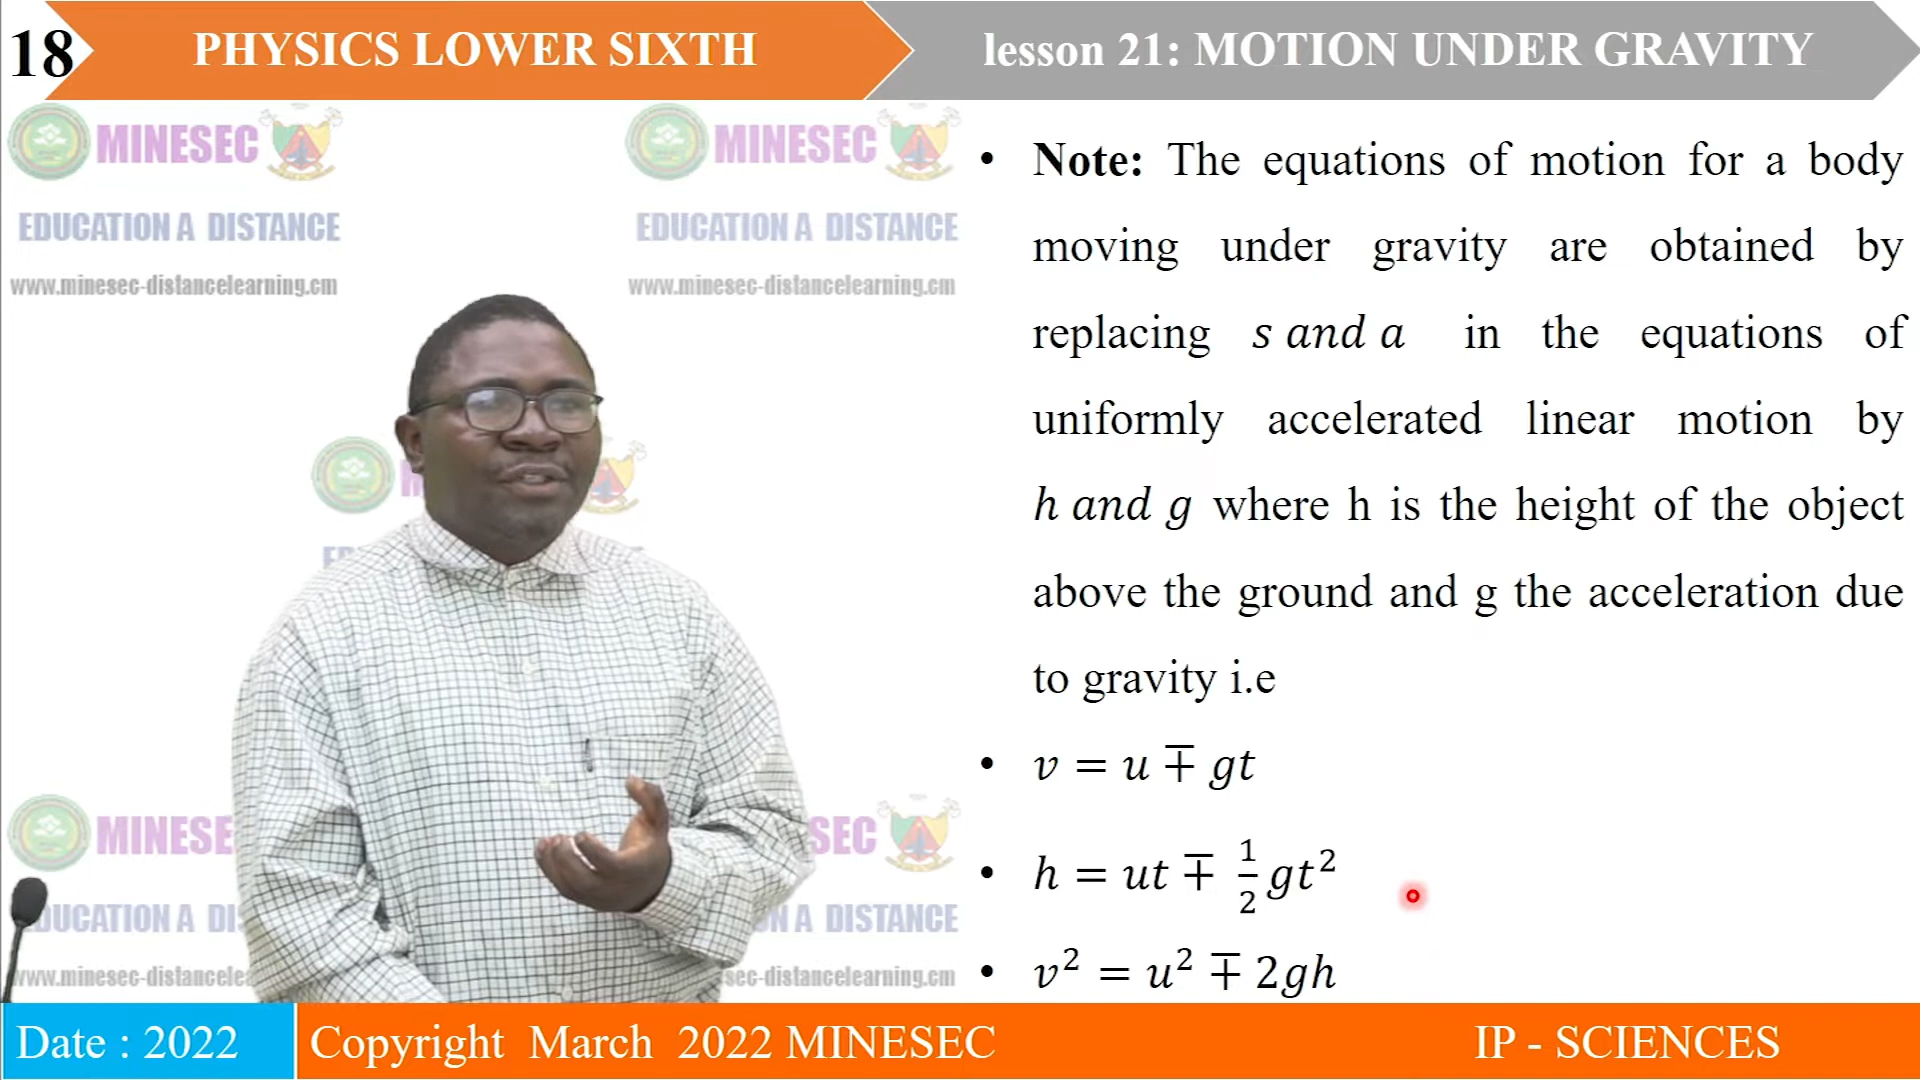 18
PHYSICS LOWER SIXTH
lesson 21: MOTION UNDER GRAVITY
MINESEC
EDUCATION A DISTANCE
www.minesec-distancelearning.cm
MINESEC
EDUCATION A DISTANCE
www.minesec-distancelearning.cm
• Note: The equations of motion for a body
moving under gravity are obtained by
replacing s and a in the equations of
uniformly accelerated linear motion by
h and g where h is the height of the object
above the ground and g the acceleration due
to gravity i.e
• v = u ∓ gt
• h = ut ∓ 1/2 gt²
• v² = u² ∓ 2gh
MINESE
SEC
DUCATION A DI
N A DISTANCE
www.minesec-distancelea
sec-distancelearning.cm
Date : 2022
Copyright March 2022 MINESEC
IP - SCIENCES